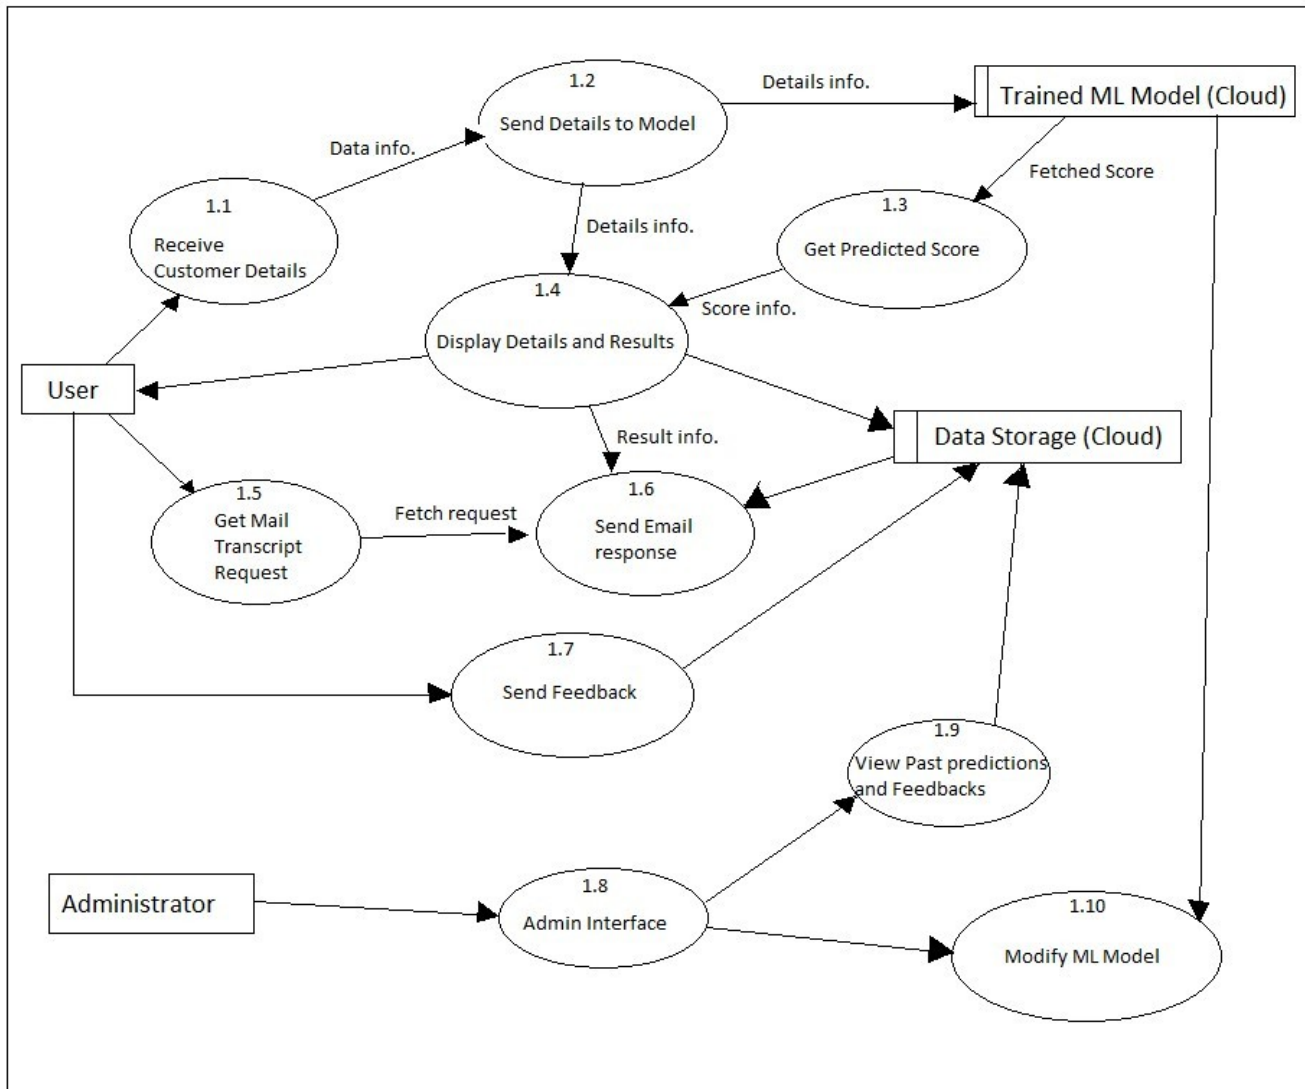 1.2
Send Details to Model
Details info.
Trained ML Model (Cloud)
Data info.
Fetched Score
1.1
Receive
Customer Details
Details info.
1.3
Get Predicted Score
1.4
Display Details and Results
Score info.
User
Result info.
Data Storage (Cloud)
1.5
Get Mail
Transcript
Request
Fetch request
1.6
Send Email
response
1.7
Send Feedback
1.9
View Past predictions
and Feedbacks
Administrator
1.8
Admin Interface
1.10
Modify ML Model